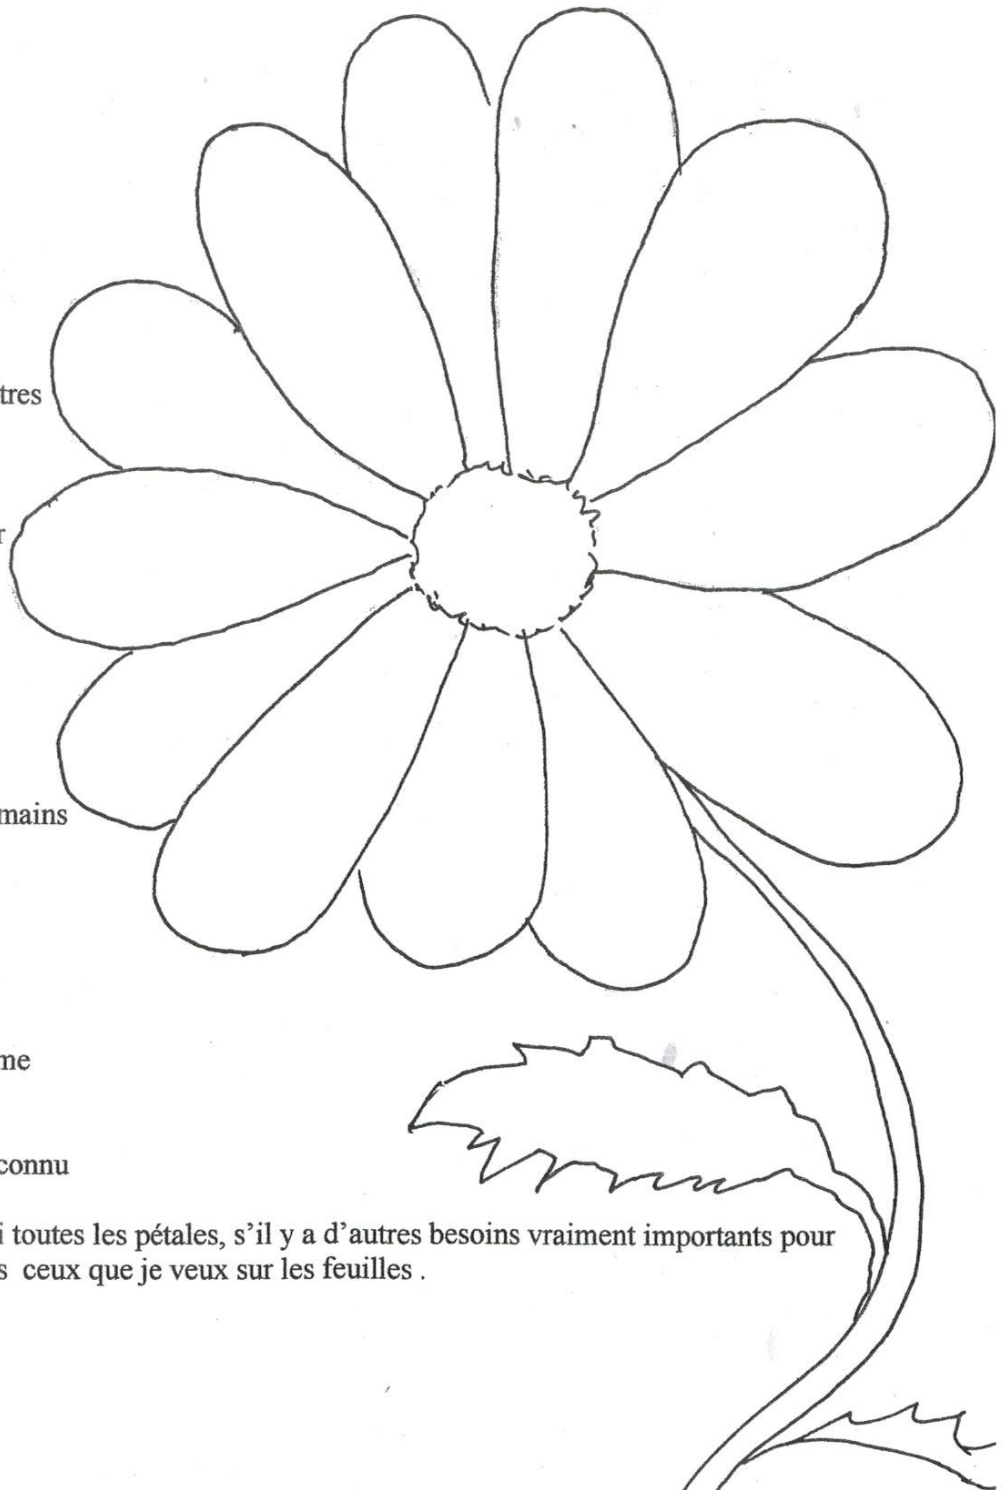 tres
r
mains
me
connu
i toutes les pétales, s’il y a d’autres besoins vraiment importants pour
s ceux que je veux sur les feuilles .